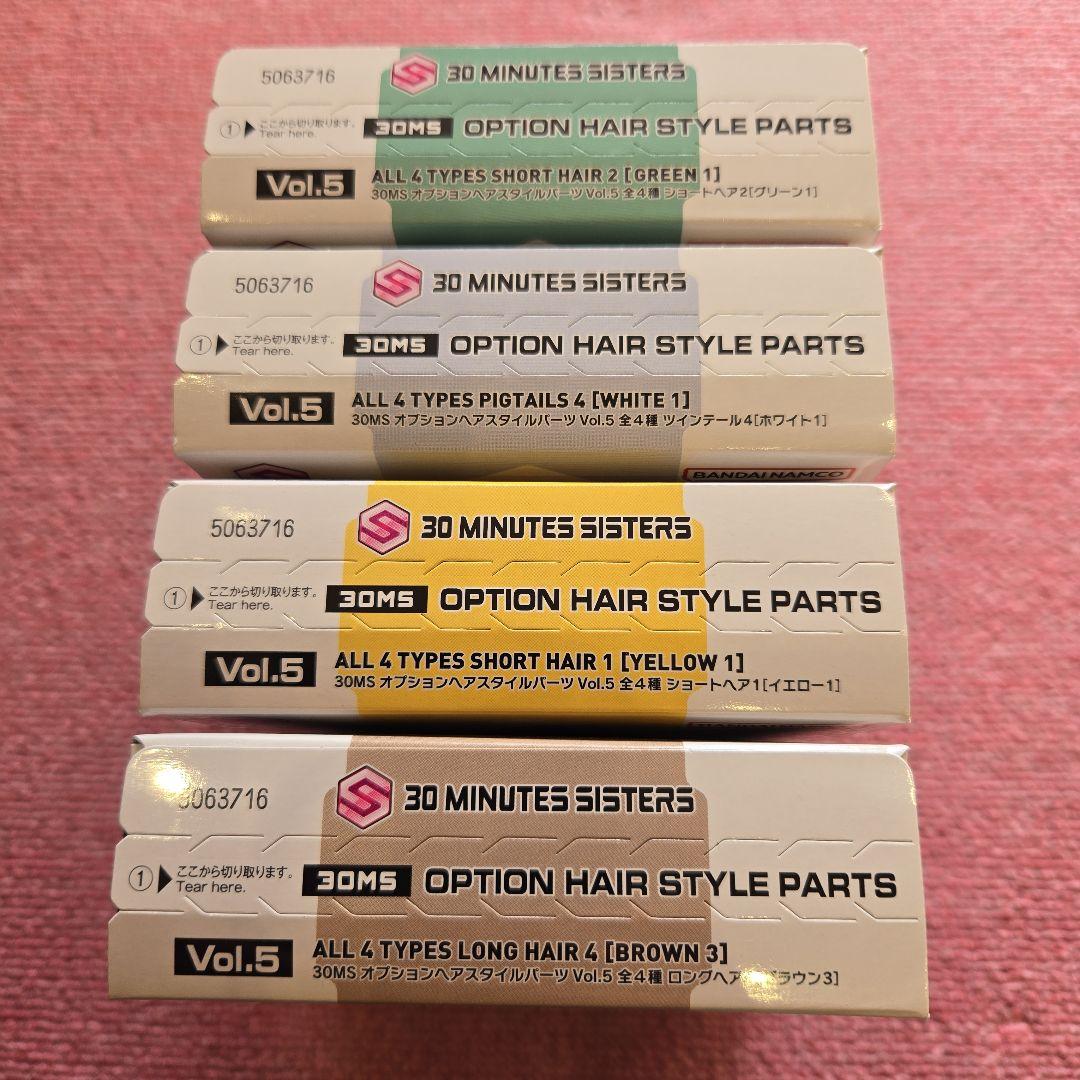 5063716
30 MINUTES SISTERS
① ▶ ここから切り取ります。
Tear here.
30MS OPTION HAIR STYLE PARTS
Vol.5
ALL 4 TYPES SHORT HAIR 2 [GREEN 1]
30MS オプションヘアスタイルパーツ Vol.5 全4種 ショートヘア2[グリーン1]
5063716
30 MINUTES SISTERS
① ▶ ここから切り取ります。
Tear here.
30MS OPTION HAIR STYLE PARTS
Vol.5
ALL 4 TYPES PIGTAILS 4 [WHITE 1]
30MS オプションヘアスタイルパーツ Vol.5 全4種 ツインテール4[ホワイト1]
BANDAI NAMCO
5063716
30 MINUTES SISTERS
① ▶ ここから切り取ります。
Tear here.
30MS OPTION HAIR STYLE PARTS
Vol.5
ALL 4 TYPES SHORT HAIR 1 [YELLOW 1]
30MS オプションヘアスタイルパーツ Vol.5 全4種 ショートヘア1[イエロー1]
5063716
30 MINUTES SISTERS
① ▶ ここから切り取ります。
Tear here.
30MS OPTION HAIR STYLE PARTS
Vol.5
ALL 4 TYPES LONG HAIR 4 [BROWN 3]
30MS オプションヘアスタイルパーツ Vol.5 全4種 ロングヘア ラウン3]